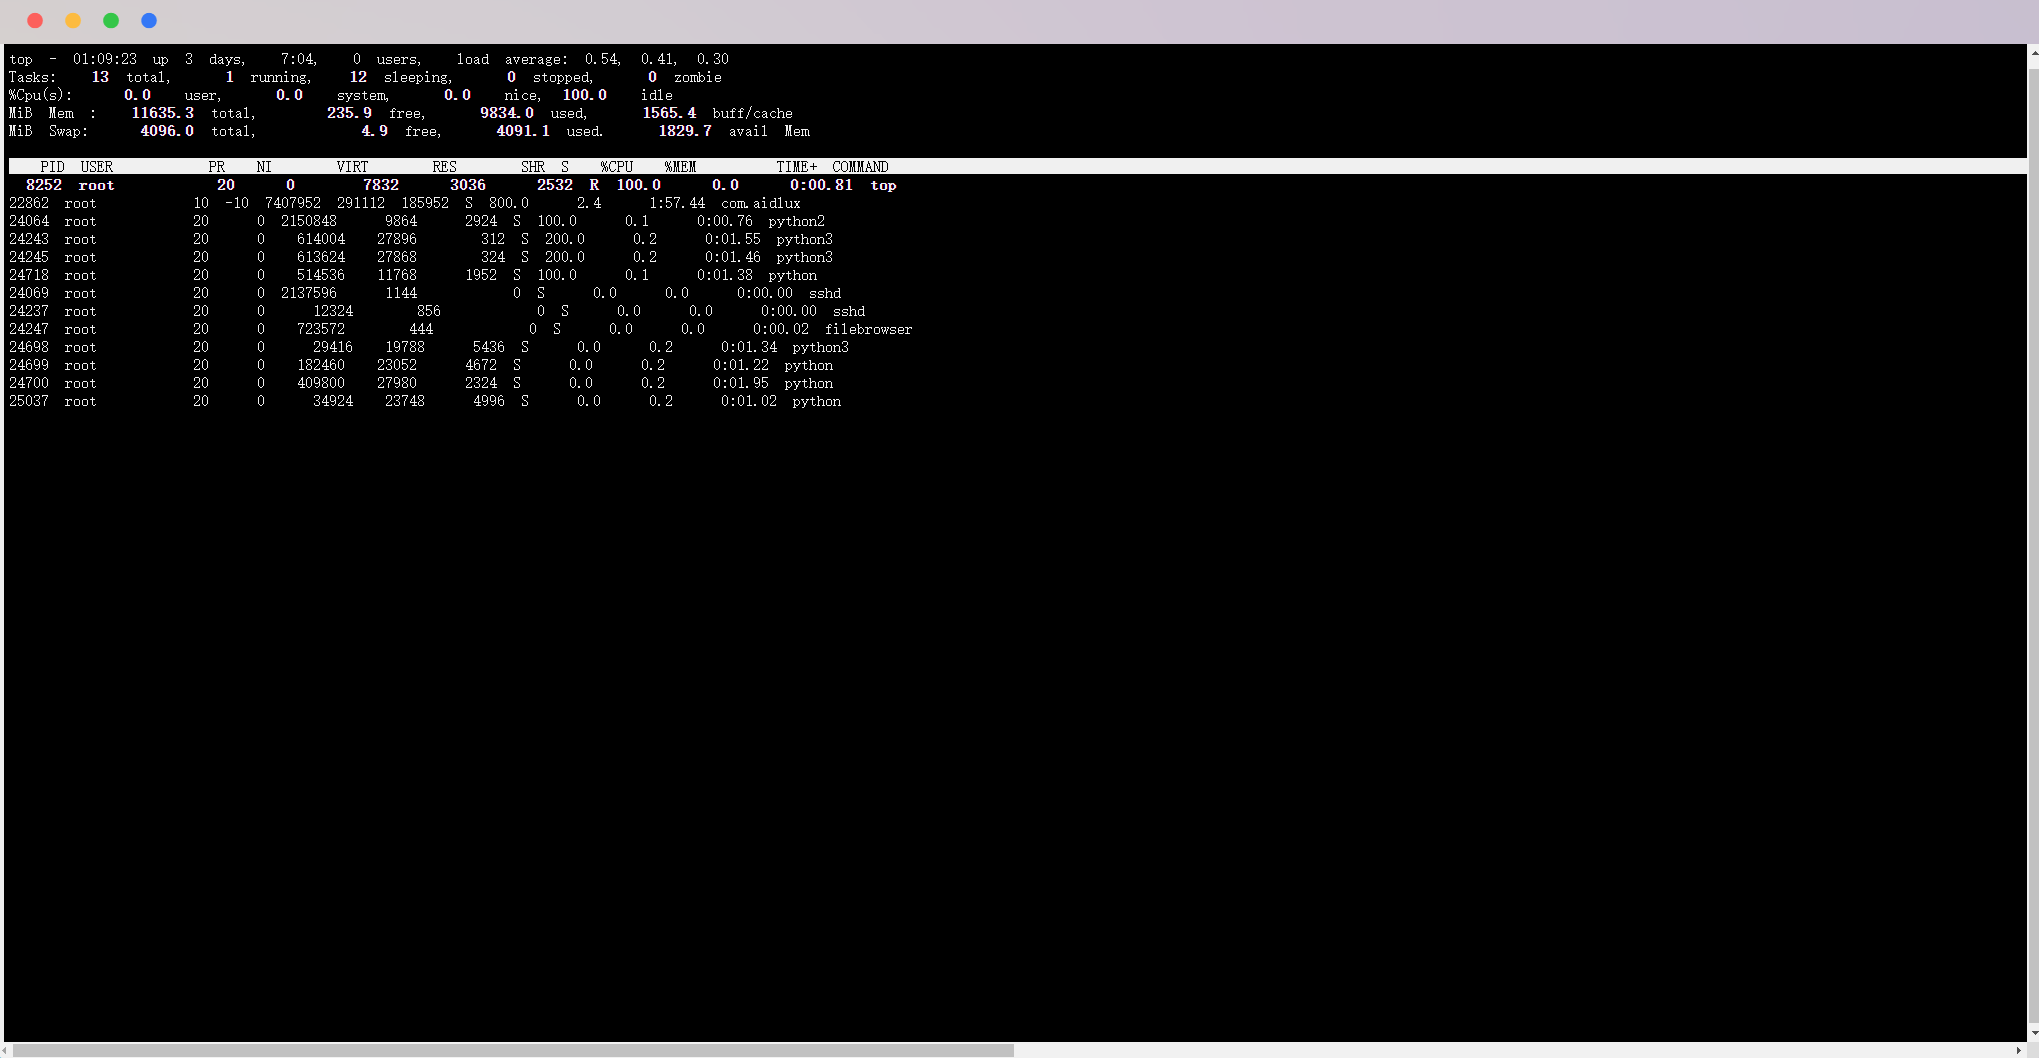 top - 01:09:23 up 3 days, 7:04, 0 users, load average: 0.54, 0.41, 0.30
Tasks: 13 total, 1 running, 12 sleeping, 0 stopped, 0 zombie
%Cpu(s): 0.0 user, 0.0 system, 0.0 nice, 100.0 idle
MiB Mem : 11635.3 total, 235.9 free, 9834.0 used, 1565.4 buff/cache
MiB Swap: 4096.0 total, 4.9 free, 4091.1 used. 1829.7 avail Mem
PID USER PR NI VIRT RES SHR S %CPU %MEM TIME+ COMMAND
8252 root 20 0 7832 3036 2532 R 100.0 0.0 0:00.81 top
22862 root 10 -10 7407952 291112 185952 S 800.0 2.4 1:57.44 com.aidlux
24064 root 20 0 2150848 9864 2924 S 100.0 0.1 0:00.76 python2
24243 root 20 0 614004 27896 312 S 200.0 0.2 0:01.55 python3
24245 root 20 0 613624 27868 324 S 200.0 0.2 0:01.46 python3
24718 root 20 0 514536 11768 1952 S 100.0 0.1 0:01.38 python
24069 root 20 0 2137596 1144 0 S 0.0 0.0 0:00.00 sshd
24237 root 20 0 12324 856 0 S 0.0 0.0 0:00.00 sshd
24247 root 20 0 723572 444 0 S 0.0 0.0 0:00.02 filebrowser
24698 root 20 0 29416 19788 5436 S 0.0 0.2 0:01.34 python3
24699 root 20 0 182460 23052 4672 S 0.0 0.2 0:01.22 python
24700 root 20 0 409800 27980 2324 S 0.0 0.2 0:01.95 python
25037 root 20 0 34924 23748 4996 S 0.0 0.2 0:01.02 python